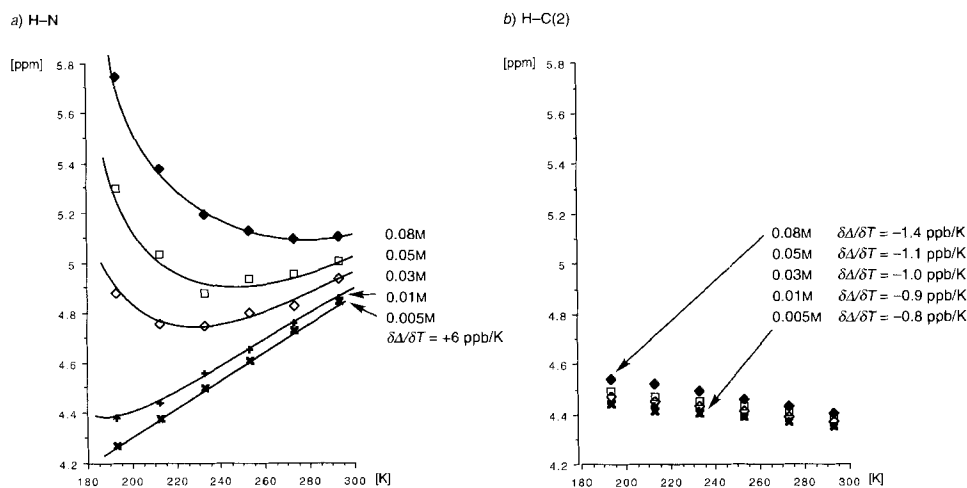 a) H–N
[ppm]
5.8
5.6
5.4
5.2
5
4.8
4.6
4.4
4.2
180
200
220
240
260
280
300
[K]
0.08M
0.05M
0.03M
0.01M
0.005M
δΔ/δT = +6 ppb/K
b) H–C(2)
[ppm]
5.8
5.6
5.4
5.2
5
4.8
4.6
4.4
4.2
180
200
220
240
260
280
300
[K]
0.08M δΔ/δT = –1.4 ppb/K
0.05M δΔ/δT = –1.1 ppb/K
0.03M δΔ/δT = –1.0 ppb/K
0.01M δΔ/δT = –0.9 ppb/K
0.005M δΔ/δT = –0.8 ppb/K